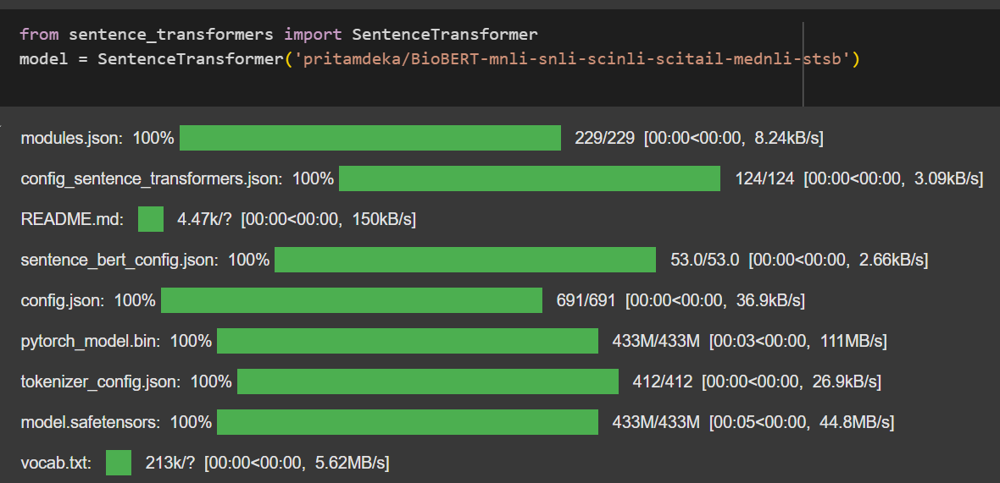 from sentence_transformers import SentenceTransformer
model = SentenceTransformer('pritamdeka/BioBERT-mnli-snli-scinli-scitail-mednli-stsb')
modules.json: 100% 229/229 [00:00<00:00, 8.24kB/s]
config_sentence_transformers.json: 100% 124/124 [00:00<00:00, 3.09kB/s]
README.md: 4.47k/? [00:00<00:00, 150kB/s]
sentence_bert_config.json: 100% 53.0/53.0 [00:00<00:00, 2.66kB/s]
config.json: 100% 691/691 [00:00<00:00, 36.9kB/s]
pytorch_model.bin: 100% 433M/433M [00:03<00:00, 111MB/s]
tokenizer_config.json: 100% 412/412 [00:00<00:00, 26.9kB/s]
model.safetensors: 100% 433M/433M [00:05<00:00, 44.8MB/s]
vocab.txt: 213k/? [00:00<00:00, 5.62MB/s]